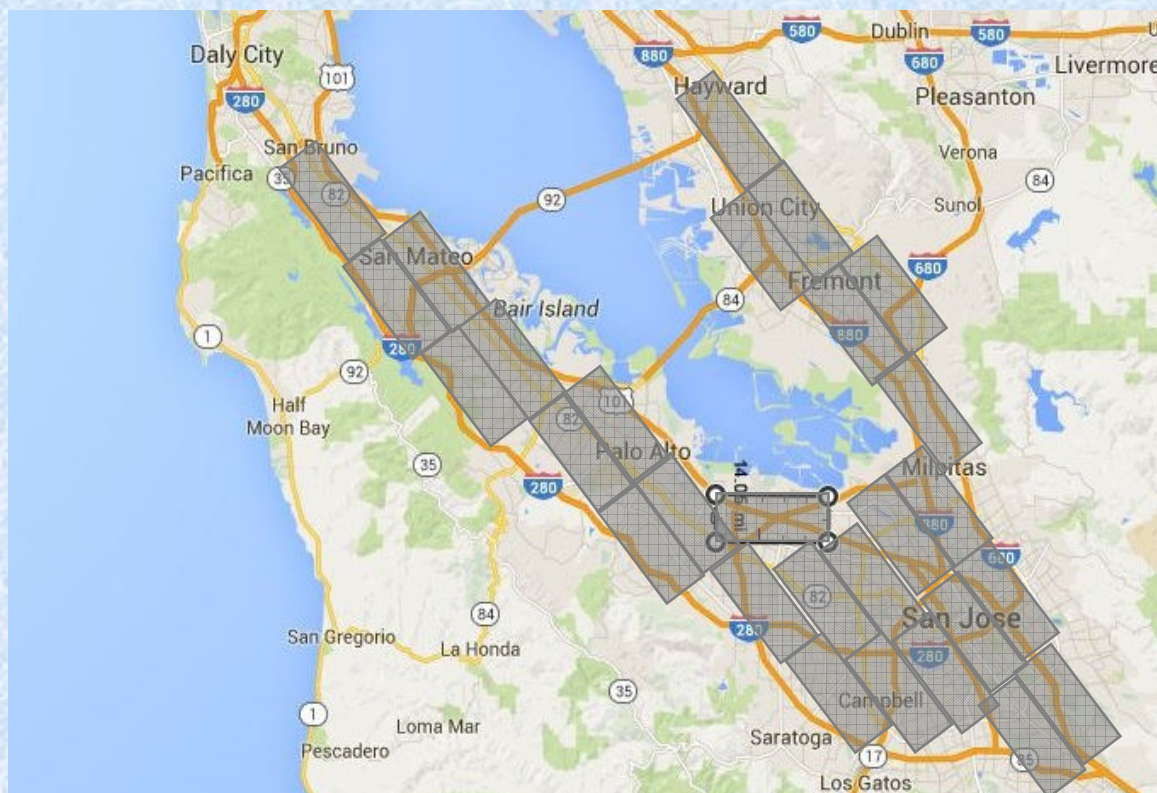 580
580
Dublin
Daly City
880
680
Livermore
101
Hayward
280
Pleasanton
San Bruno
Verona
Pacifica
35
84
82
92
Union City
Sunol
San Mateo
680
Fremont
84
Bair Island
1
880
280
92
Half
Moon Bay
101
82
Palo Alto
35
Milpitas
280
14.05 mi
880
680
82
84
San Jose
280
San Gregorio
La Honda
280
35
Campbell
1
Loma Mar
Saratoga
Pescadero
17
85
Los Gatos